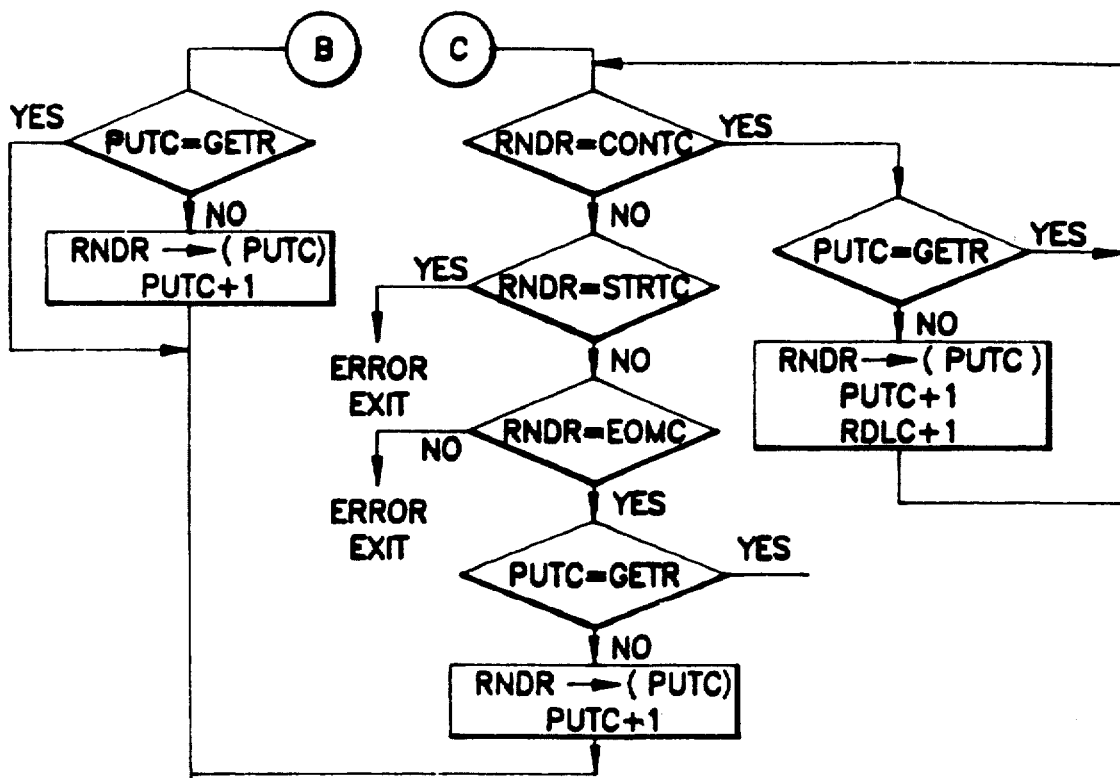 B
YES
PUTC=GETR
NO
RNDR → ( PUTC)
PUTC+1
C
RNDR=CONTC
YES
NO
PUTC=GETR
YES
NO
RNDR → ( PUTC )
PUTC+1
RDLC+1
YES
RNDR=STRTC
ERROR
EXIT
NO
RNDR=EOMC
NO
ERROR
EXIT
YES
PUTC=GETR
YES
NO
RNDR → ( PUTC)
PUTC+1